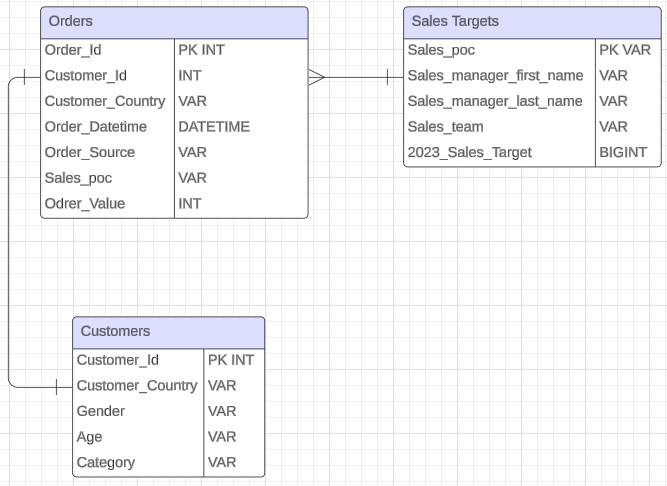 Orders
Order_Id PK INT
Customer_Id INT
Customer_Country VAR
Order_Datetime DATETIME
Order_Source VAR
Sales_poc VAR
Odrer_Value INT
Sales Targets
Sales_poc PK VAR
Sales_manager_first_name VAR
Sales_manager_last_name VAR
Sales_team VAR
2023_Sales_Target BIGINT
Customers
Customer_Id PK INT
Customer_Country VAR
Gender VAR
Age VAR
Category VAR